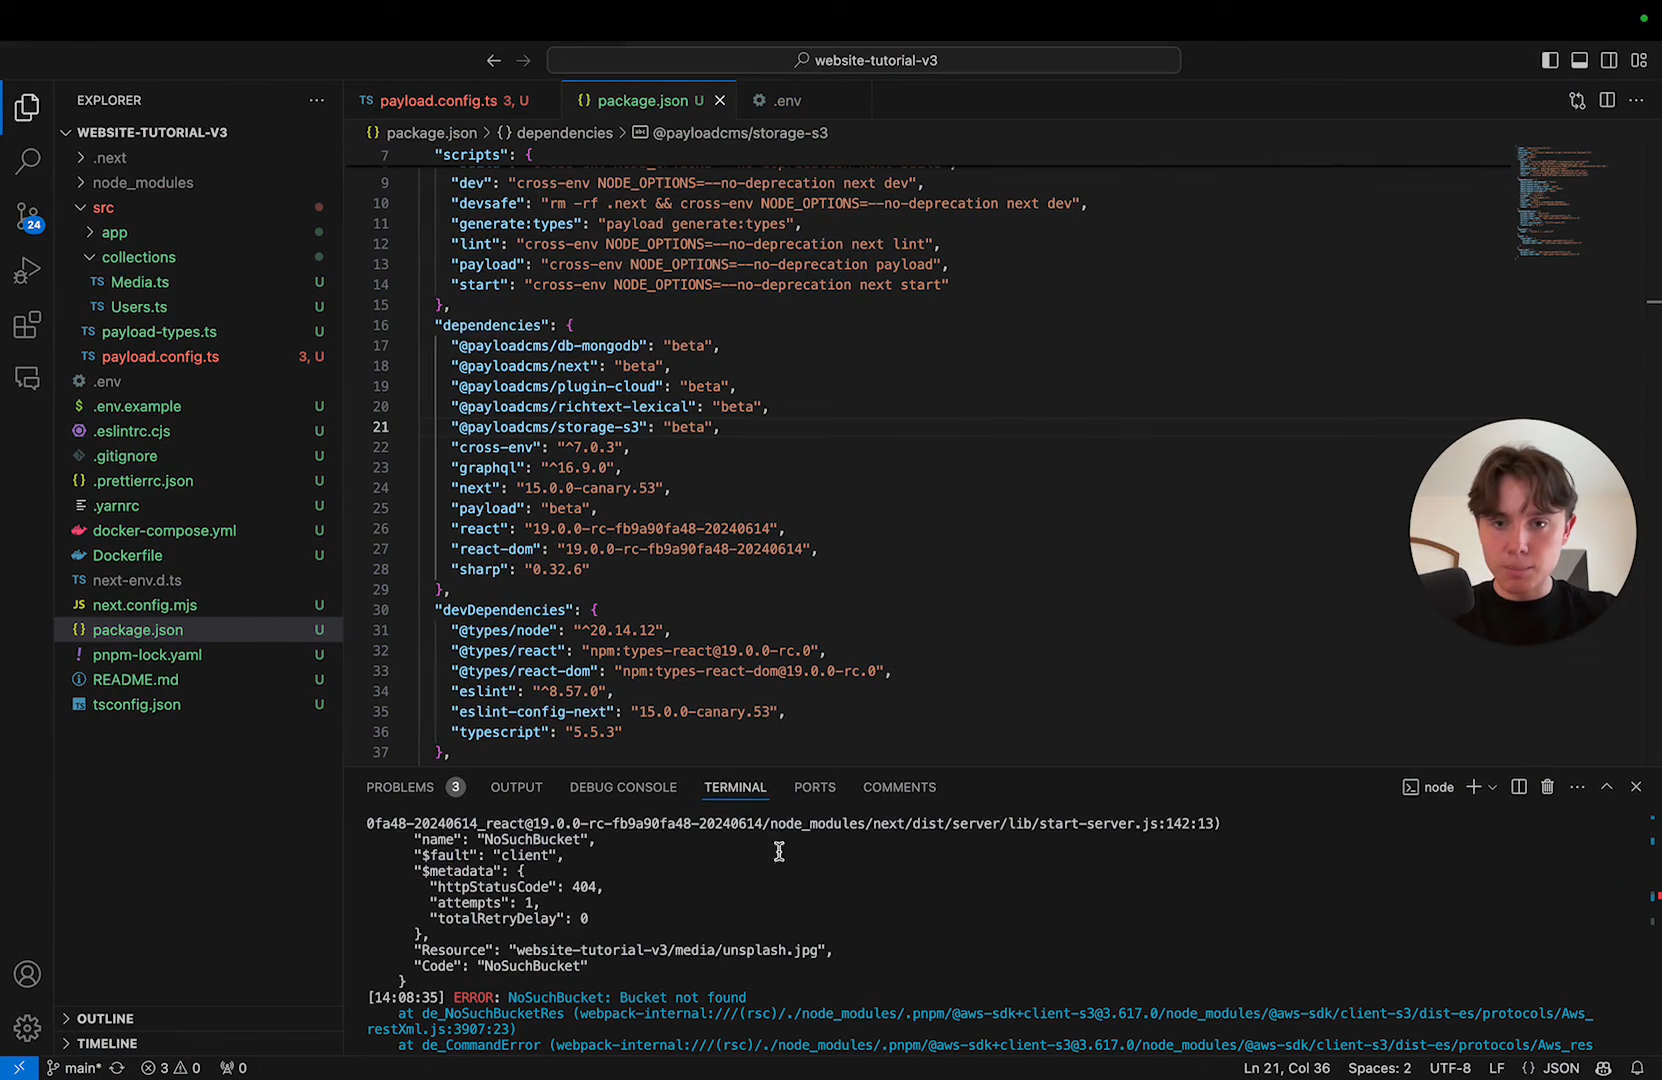 website-tutorial-v3
EXPLORER
WEBSITE-TUTORIAL-V3
.next
node_modules
src
app
collections
TS Media.ts U
TS Users.ts U
TS payload-types.ts U
TS payload.config.ts 3, U
.env
$ .env.example U
.eslintrc.cjs U
.gitignore U
.prettierrc.json U
.yarnrc U
docker-compose.yml U
Dockerfile U
TS next-env.d.ts
JS next.config.mjs U
{} package.json U
! pnpm-lock.yaml U
README.md U
TS tsconfig.json U
OUTLINE
TIMELINE
24
TS payload.config.ts 3, U
{} package.json U
.env
{} package.json > {} dependencies > @payloadcms/storage-s3
7 "scripts": {
9 "dev": "cross-env NODE_OPTIONS=--no-deprecation next dev",
10 "devsafe": "rm -rf .next && cross-env NODE_OPTIONS=--no-deprecation next dev",
11 "generate:types": "payload generate:types",
12 "lint": "cross-env NODE_OPTIONS=--no-deprecation next lint",
13 "payload": "cross-env NODE_OPTIONS=--no-deprecation payload",
14 "start": "cross-env NODE_OPTIONS=--no-deprecation next start"
15 },
16 "dependencies": {
17 "@payloadcms/db-mongodb": "beta",
18 "@payloadcms/next": "beta",
19 "@payloadcms/plugin-cloud": "beta",
20 "@payloadcms/richtext-lexical": "beta",
21 "@payloadcms/storage-s3": "beta",
22 "cross-env": "^7.0.3",
23 "graphql": "^16.9.0",
24 "next": "15.0.0-canary.53",
25 "payload": "beta",
26 "react": "19.0.0-rc-fb9a90fa48-20240614",
27 "react-dom": "19.0.0-rc-fb9a90fa48-20240614",
28 "sharp": "0.32.6"
29 },
30 "devDependencies": {
31 "@types/node": "^20.14.12",
32 "@types/react": "npm:types-react@19.0.0-rc.0",
33 "@types/react-dom": "npm:types-react-dom@19.0.0-rc.0",
34 "eslint": "^8.57.0",
35 "eslint-config-next": "15.0.0-canary.53",
36 "typescript": "5.5.3"
37 },
PROBLEMS 3 OUTPUT DEBUG CONSOLE TERMINAL PORTS COMMENTS
node
0fa48-20240614_react@19.0.0-rc-fb9a90fa48-20240614/node_modules/next/dist/server/lib/start-server.js:142:13)
"name": "NoSuchBucket",
"$fault": "client",
"$metadata": {
"httpStatusCode": 404,
"attempts": 1,
"totalRetryDelay": 0
},
"Resource": "website-tutorial-v3/media/unsplash.jpg",
"Code": "NoSuchBucket"
}
[14:08:35] ERROR: NoSuchBucket: Bucket not found
at de_NoSuchBucketRes (webpack-internal:///(rsc)/./node_modules/.pnpm/@aws-sdk+client-s3@3.617.0/node_modules/@aws-sdk/client-s3/dist-es/protocols/Aws_
restXml.js:3907:23)
at de_CommandError (webpack-internal:///(rsc)/./node_modules/.pnpm/@aws-sdk+client-s3@3.617.0/node_modules/@aws-sdk/client-s3/dist-es/protocols/Aws_res
main* 3 0 0
Ln 21, Col 36 Spaces: 2 UTF-8 LF {} JSON